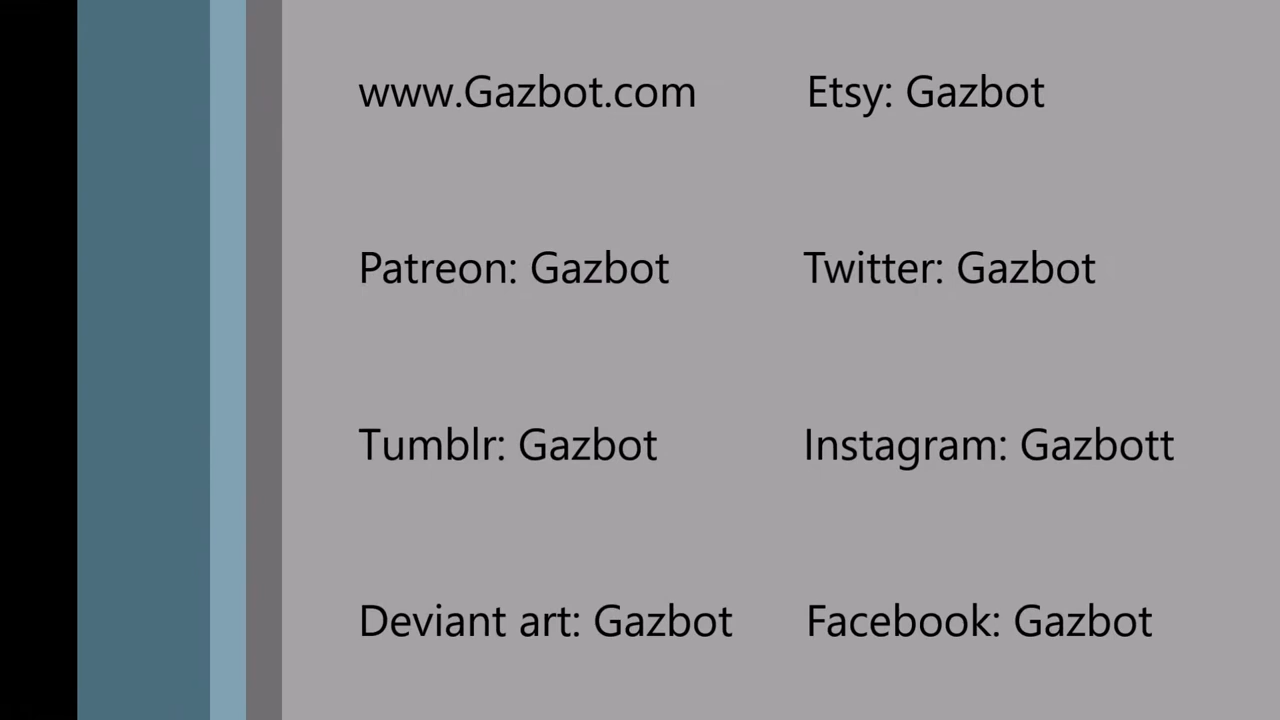 www.Gazbot.com
Etsy: Gazbot
Patreon: Gazbot
Twitter: Gazbot
Tumblr: Gazbot
Instagram: Gazbott
Deviant art: Gazbot
Facebook: Gazbot